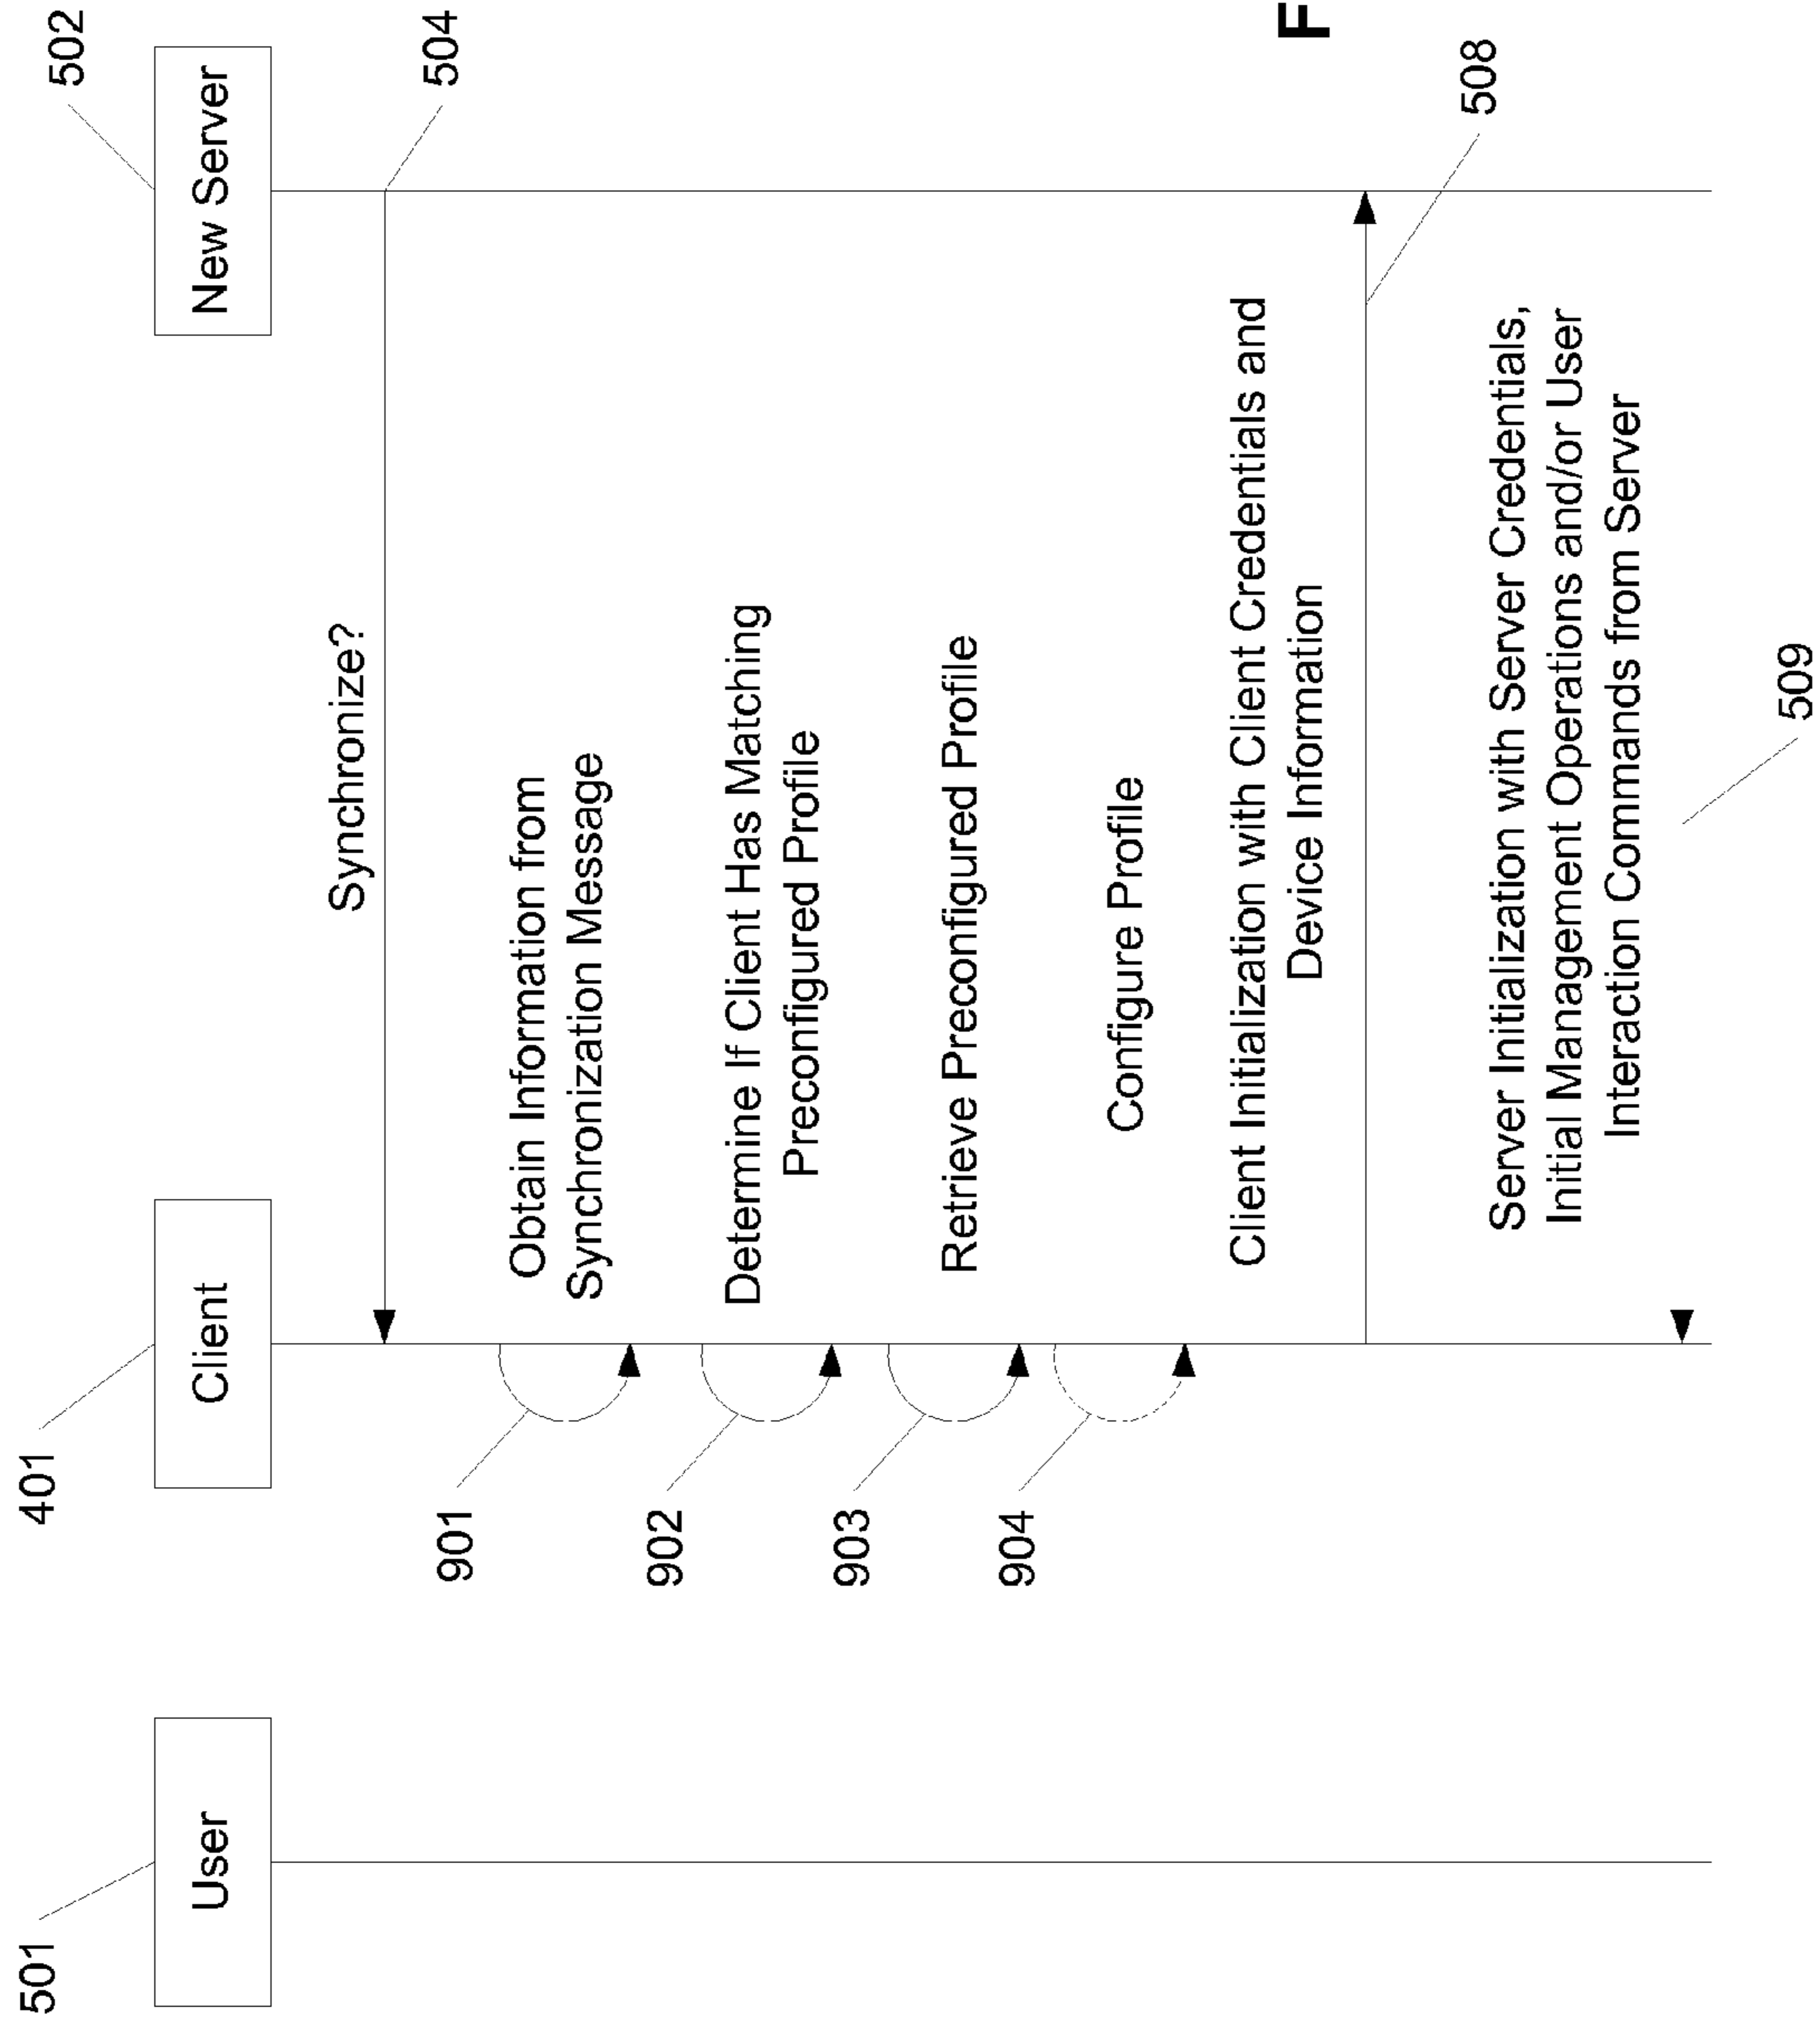 501
401
502
User
Client
New Server
Synchronize?
504
901
Obtain Information from
Synchronization Message
902
Determine If Client Has Matching
Preconfigured Profile
903
Retrieve Preconfigured Profile
904
Configure Profile
Client Initialization with Client Credentials and
Device Information
508
Server Initialization with Server Credentials,
Initial Management Operations and/or User
Interaction Commands from Server
509
F